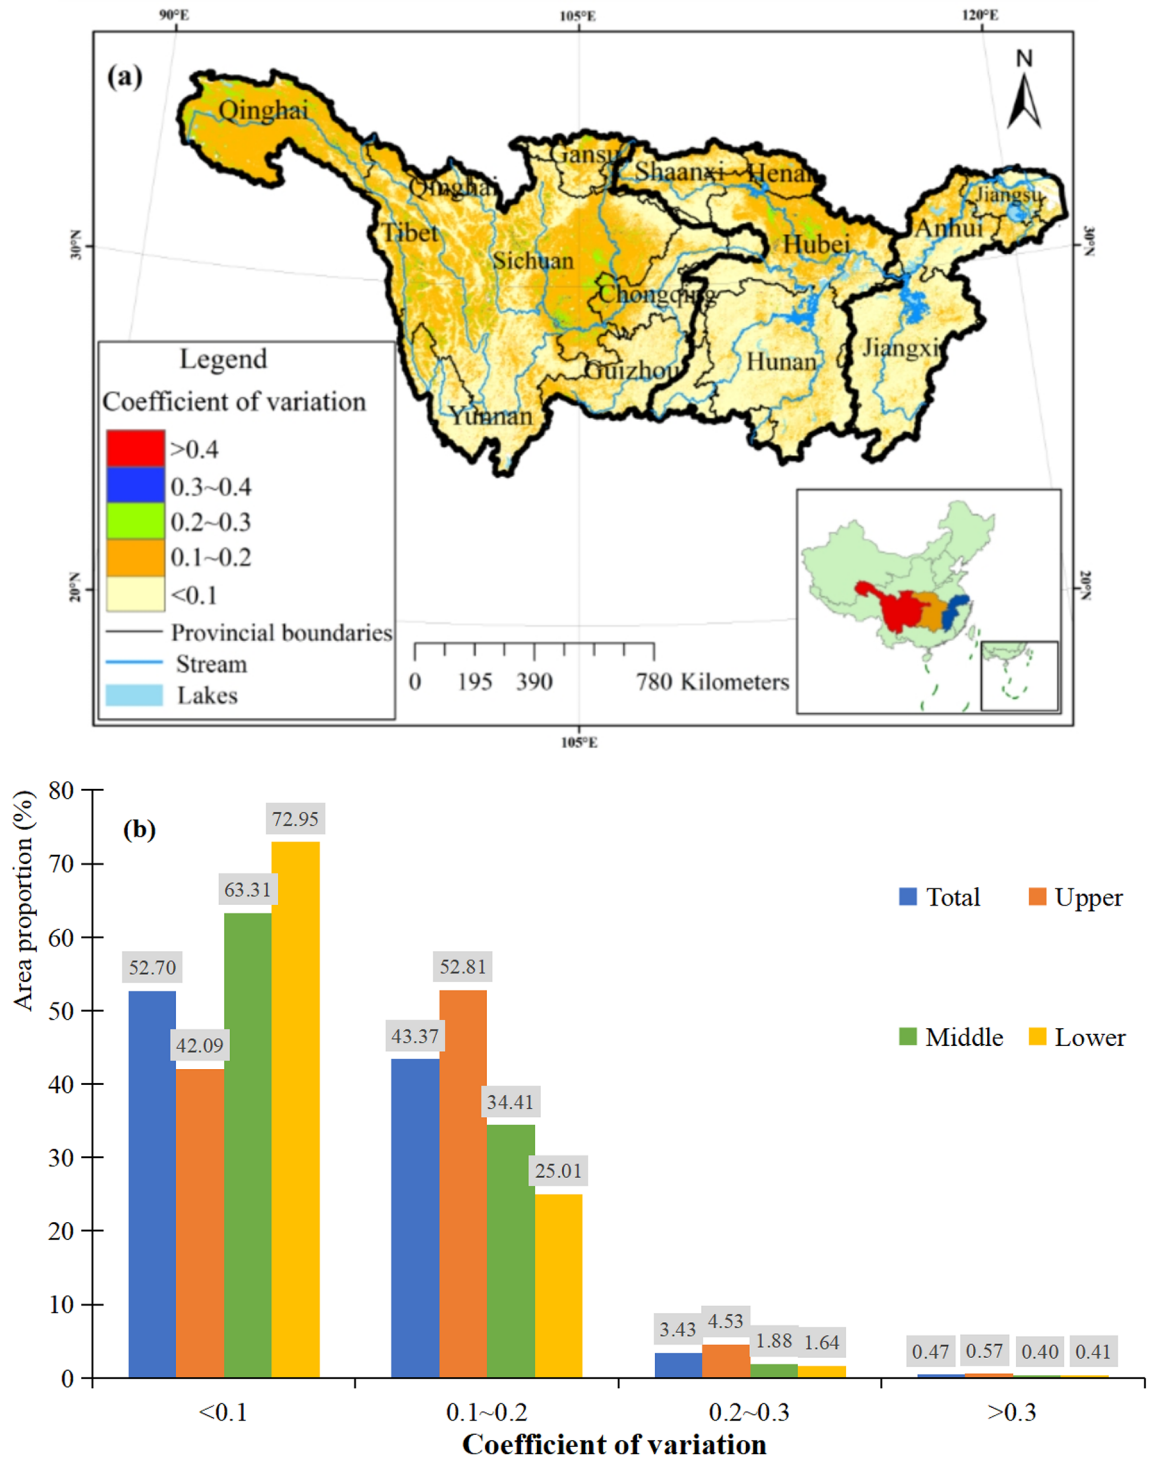 90°E 105°E 120°E
(a)
N
Qinghai
Gansu
Shaanxi
Henan
Qinghai
Jiangsu
Tibet
Anhui
30°N
Hubei
30°N
Sichuan
Chongqing
Hunan
Jiangxi
Guizhou
Yunnan
Legend
Coefficient of variation
>0.4
0.3~0.4
0.2~0.3
0.1~0.2
<0.1
Provincial boundaries
Stream
Lakes
20°N
20°N
0 195 390 780 Kilometers
105°E
(b)
Area proportion (%)
80
70
60
50
40
30
20
10
0
52.70 42.09 63.31 72.95
43.37 52.81 34.41 25.01
3.43 4.53 1.88 1.64
0.47 0.57 0.40 0.41
Total Upper
Middle Lower
<0.1 0.1~0.2 0.2~0.3 >0.3
Coefficient of variation